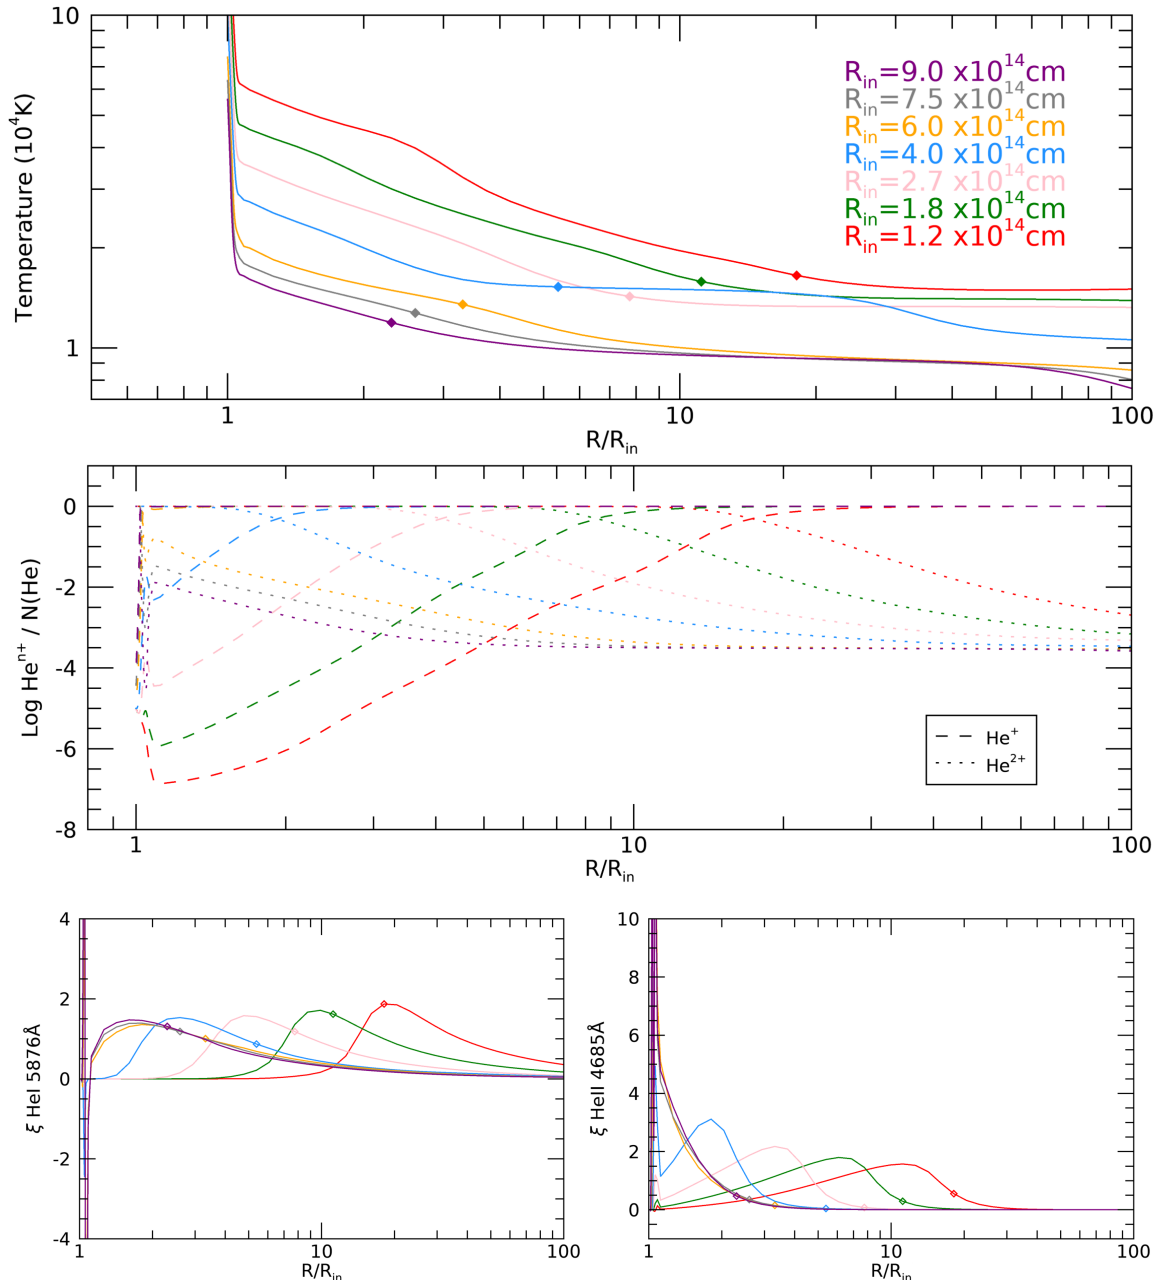 10
1
Temperature (10⁴K)
R_in=9.0 x10¹⁴cm
R_in=7.5 x10¹⁴cm
R_in=6.0 x10¹⁴cm
R_in=4.0 x10¹⁴cm
R_in=2.7 x10¹⁴cm
R_in=1.8 x10¹⁴cm
R_in=1.2 x10¹⁴cm
1 10 100
R/R_in
0
-2
-4
-6
-8
Log Heⁿ⁺ / N(He)
He⁺
He²⁺
1 10 100
R/R_in
4
2
0
-2
-4
ξ HeI 5876Å
1 10 100
R/R_in
10
8
6
4
2
0
ξ HeII 4685Å
1 10 100
R/R_in